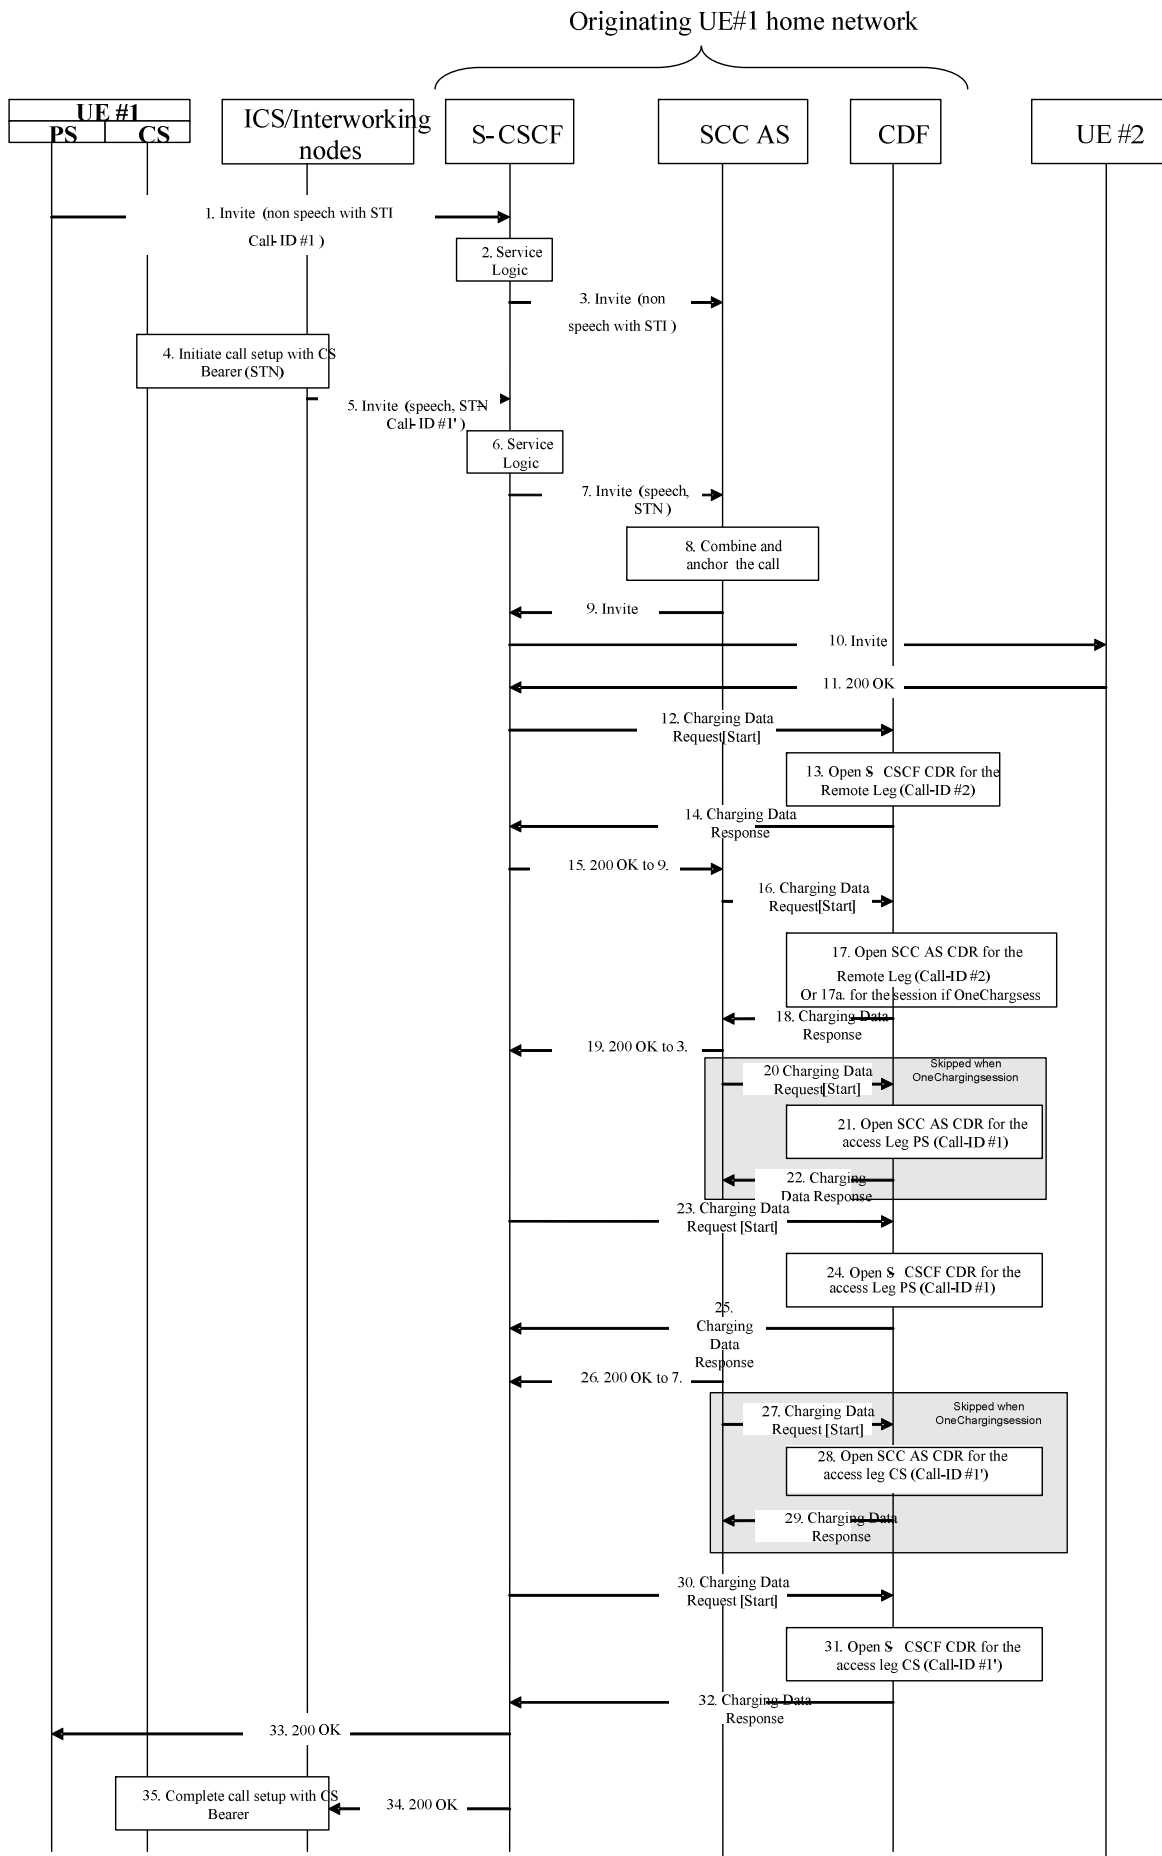 Originating UE#1 home network
UE #1
PS CS
ICS/Interworking
nodes
S-CSCF
SCC AS
CDF
UE #2
1. Invite (non speech with STI
Call-ID #1 )
2. Service
Logic
3. Invite (non
speech with STI )
4. Initiate call setup with CS
Bearer (STN)
5. Invite (speech, STN
Call-ID #1' )
6. Service
Logic
7. Invite (speech,
STN )
8. Combine and
anchor the call
9. Invite
10. Invite
11. 200 OK
12. Charging Data
Request[Start]
13. Open S CSCF CDR for the
Remote Leg (Call-ID #2)
14. Charging Data
Response
15. 200 OK to 9.
16. Charging Data
Request[Start]
17. Open SCC AS CDR for the
Remote Leg (Call-ID #2)
Or 17a. for the session if OneChargsess
18. Charging Data
Response
19. 200 OK to 3.
Skipped when
OneChargingsession
20 Charging Data
Request[Start]
21. Open SCC AS CDR for the
access Leg PS (Call-ID #1)
22. Charging
Data Response
23. Charging Data
Request [Start]
24. Open S CSCF CDR for the
access Leg PS (Call-ID #1)
25.
Charging
Data
Response
26. 200 OK to 7.
Skipped when
OneChargingsession
27. Charging Data
Request [Start]
28. Open SCC AS CDR for the
access leg CS (Call-ID #1')
29. Charging Data
Response
30. Charging Data
Request [Start]
31. Open S CSCF CDR for the
access leg CS (Call-ID #1')
32. Charging Data
Response
33. 200 OK
34. 200 OK
35. Complete call setup with CS
Bearer